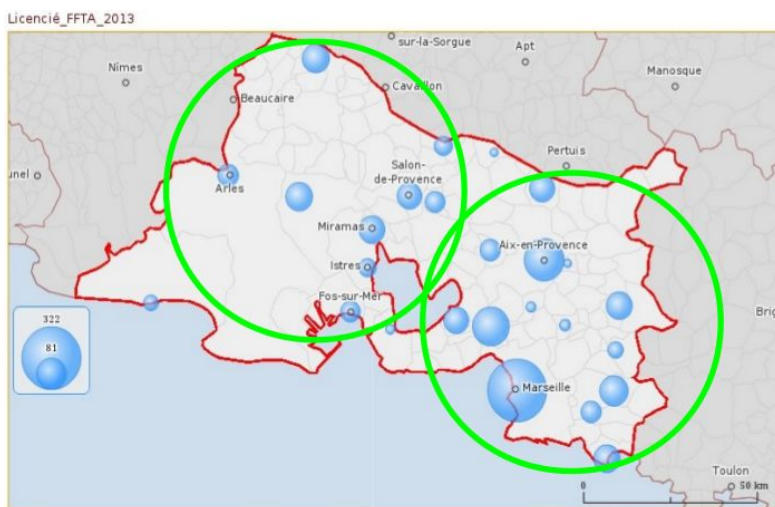 Licencié_FFTA_2013
sur-la-Sorgue
Apt
Nîmes
Manosque
Cavaillon
Beaucaire
Pertuis
unel
Salon-
de-Provence
Arles
Miramas
Aix-en-Provence
Istres
Fos-sur-Mer
Brig
322
81
Marseille
Toulon
0
50 km